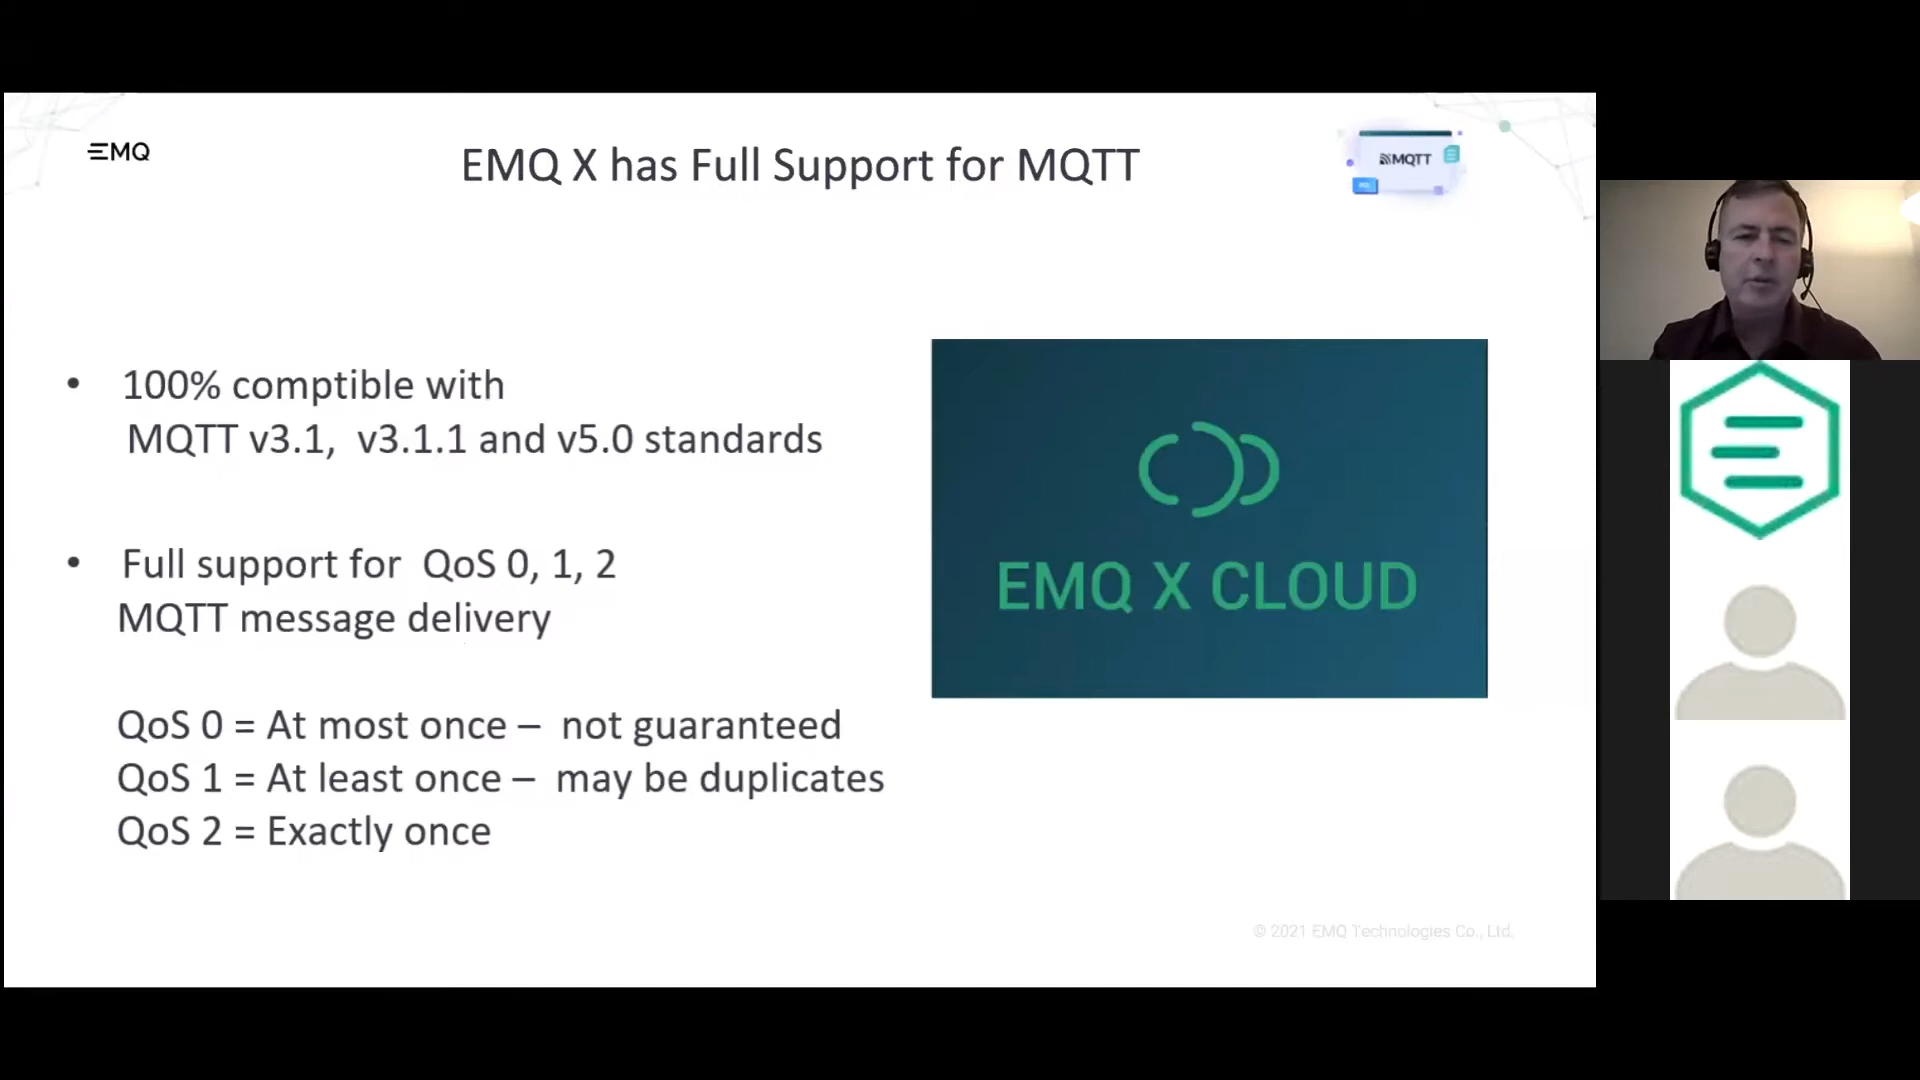 EMQ
EMQ X has Full Support for MQTT
MQTT
• 100% comptible with
MQTT v3.1, v3.1.1 and v5.0 standards
• Full support for QoS 0, 1, 2
MQTT message delivery
QoS 0 = At most once – not guaranteed
QoS 1 = At least once – may be duplicates
QoS 2 = Exactly once
EMQ X CLOUD
© 2021 EMQ Technologies Co., Ltd.